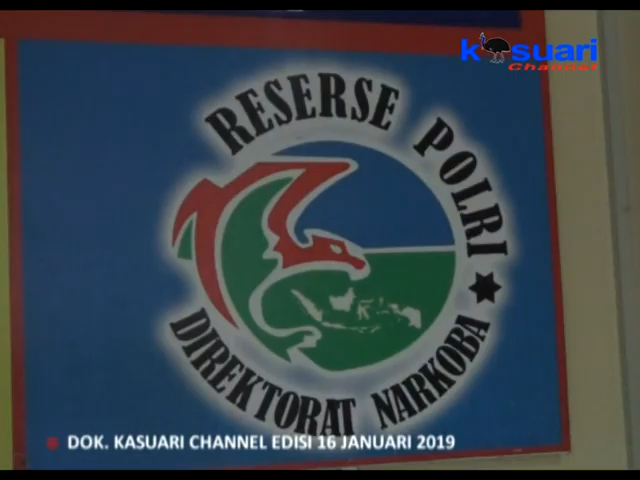 kasuari
Channel
RESERSE POLRI
DIREKTORAT NARKOBA
DOK. KASUARI CHANNEL EDISI 16 JANUARI 2019